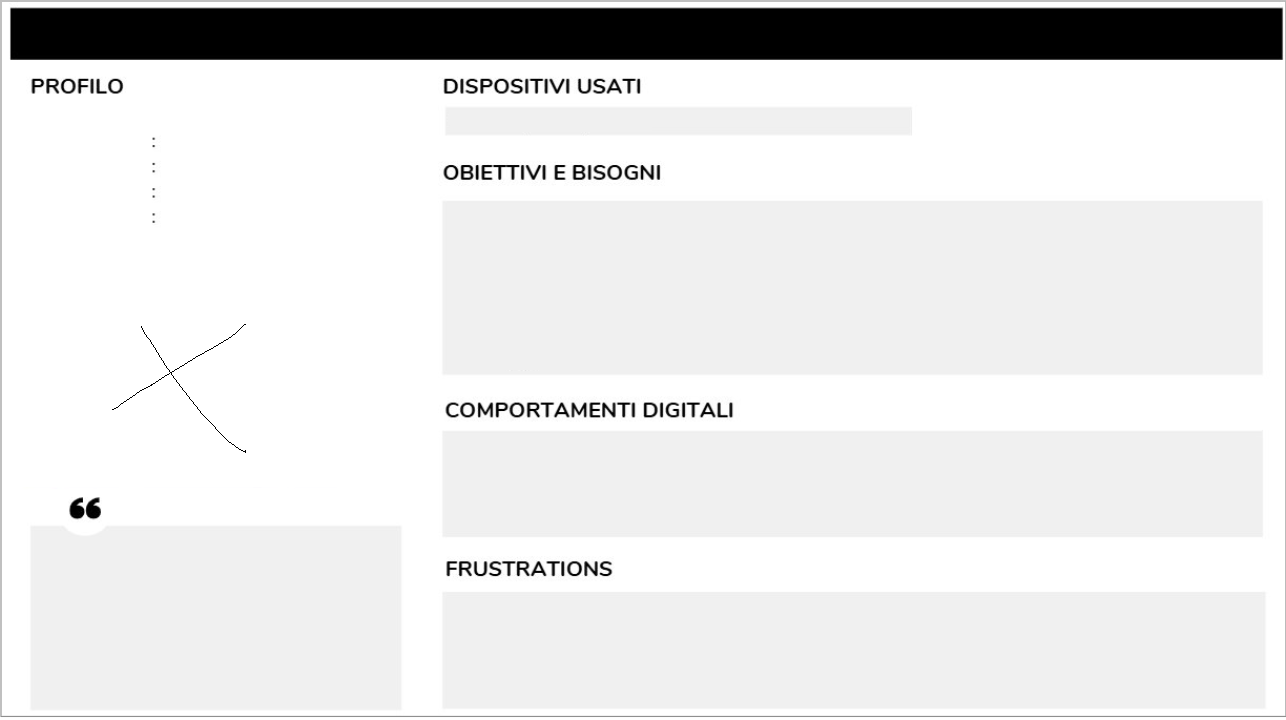 PROFILO
:
:
:
:
“
DISPOSITIVI USATI
OBIETTIVI E BISOGNI
COMPORTAMENTI DIGITALI
FRUSTRATIONS